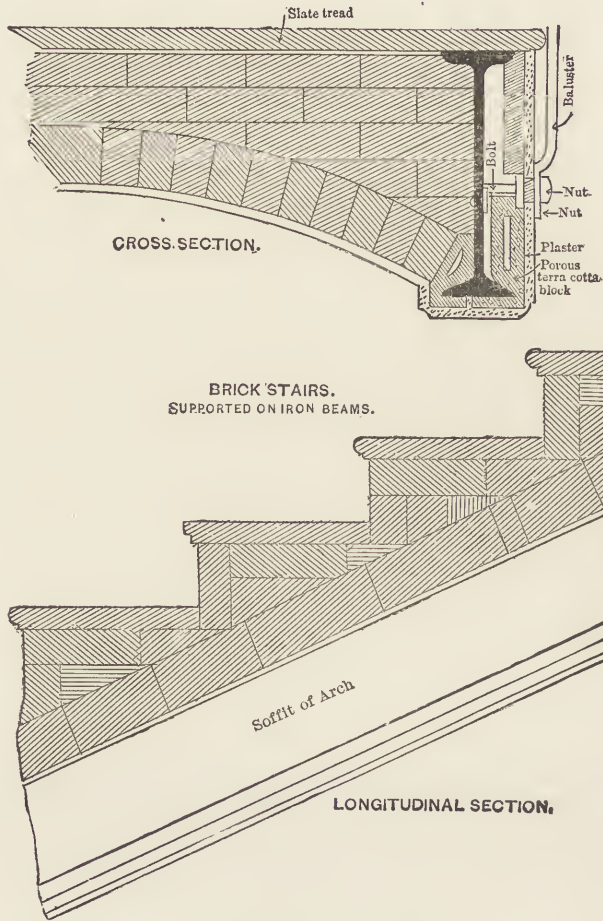 Slate tread
Baluster
Bolt
Nut
Nut
Plaster
Porous
terra cotta
block
CROSS SECTION.
BRICK STAIRS.
SUPPORTED ON IRON BEAMS.
Soffit of Arch
LONGITUDINAL SECTION.